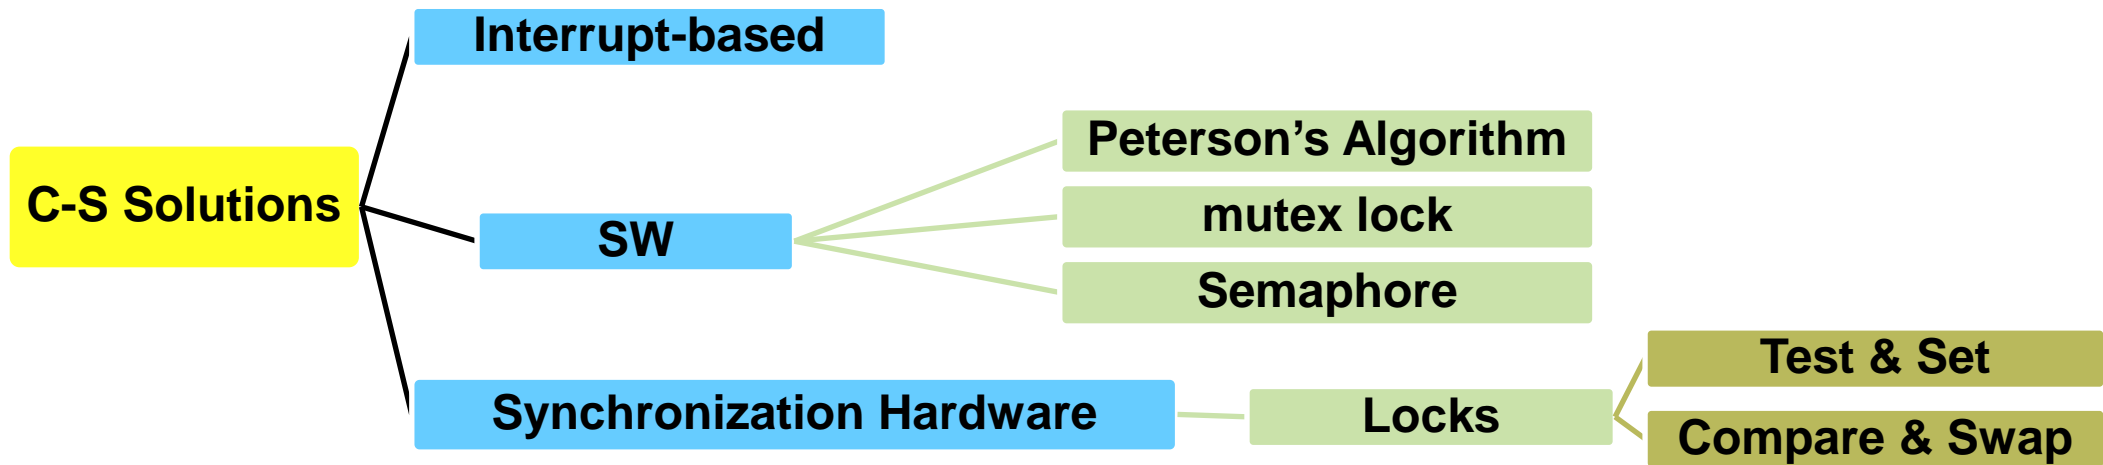 Interrupt-based
C-S Solutions
SW
Peterson’s Algorithm
mutex lock
Semaphore
Synchronization Hardware
Locks
Test & Set
Compare & Swap